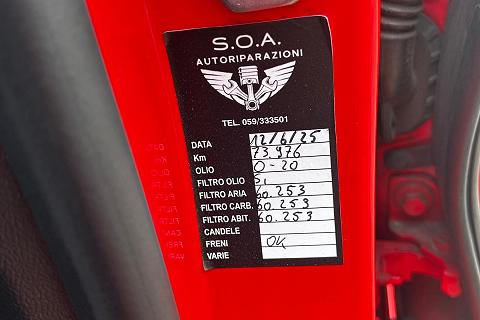 S.O.A.
AUTORIPARAZIONI
TEL. 059/333501
DATA 12/6/25
Km 73.976
OLIO 0-20
FILTRO OLIO SI
FILTRO ARIA 60.253
FILTRO CARB. 60.253
FILTRO ABIT. 60.253
CANDELE
FRENI OK
VARIE